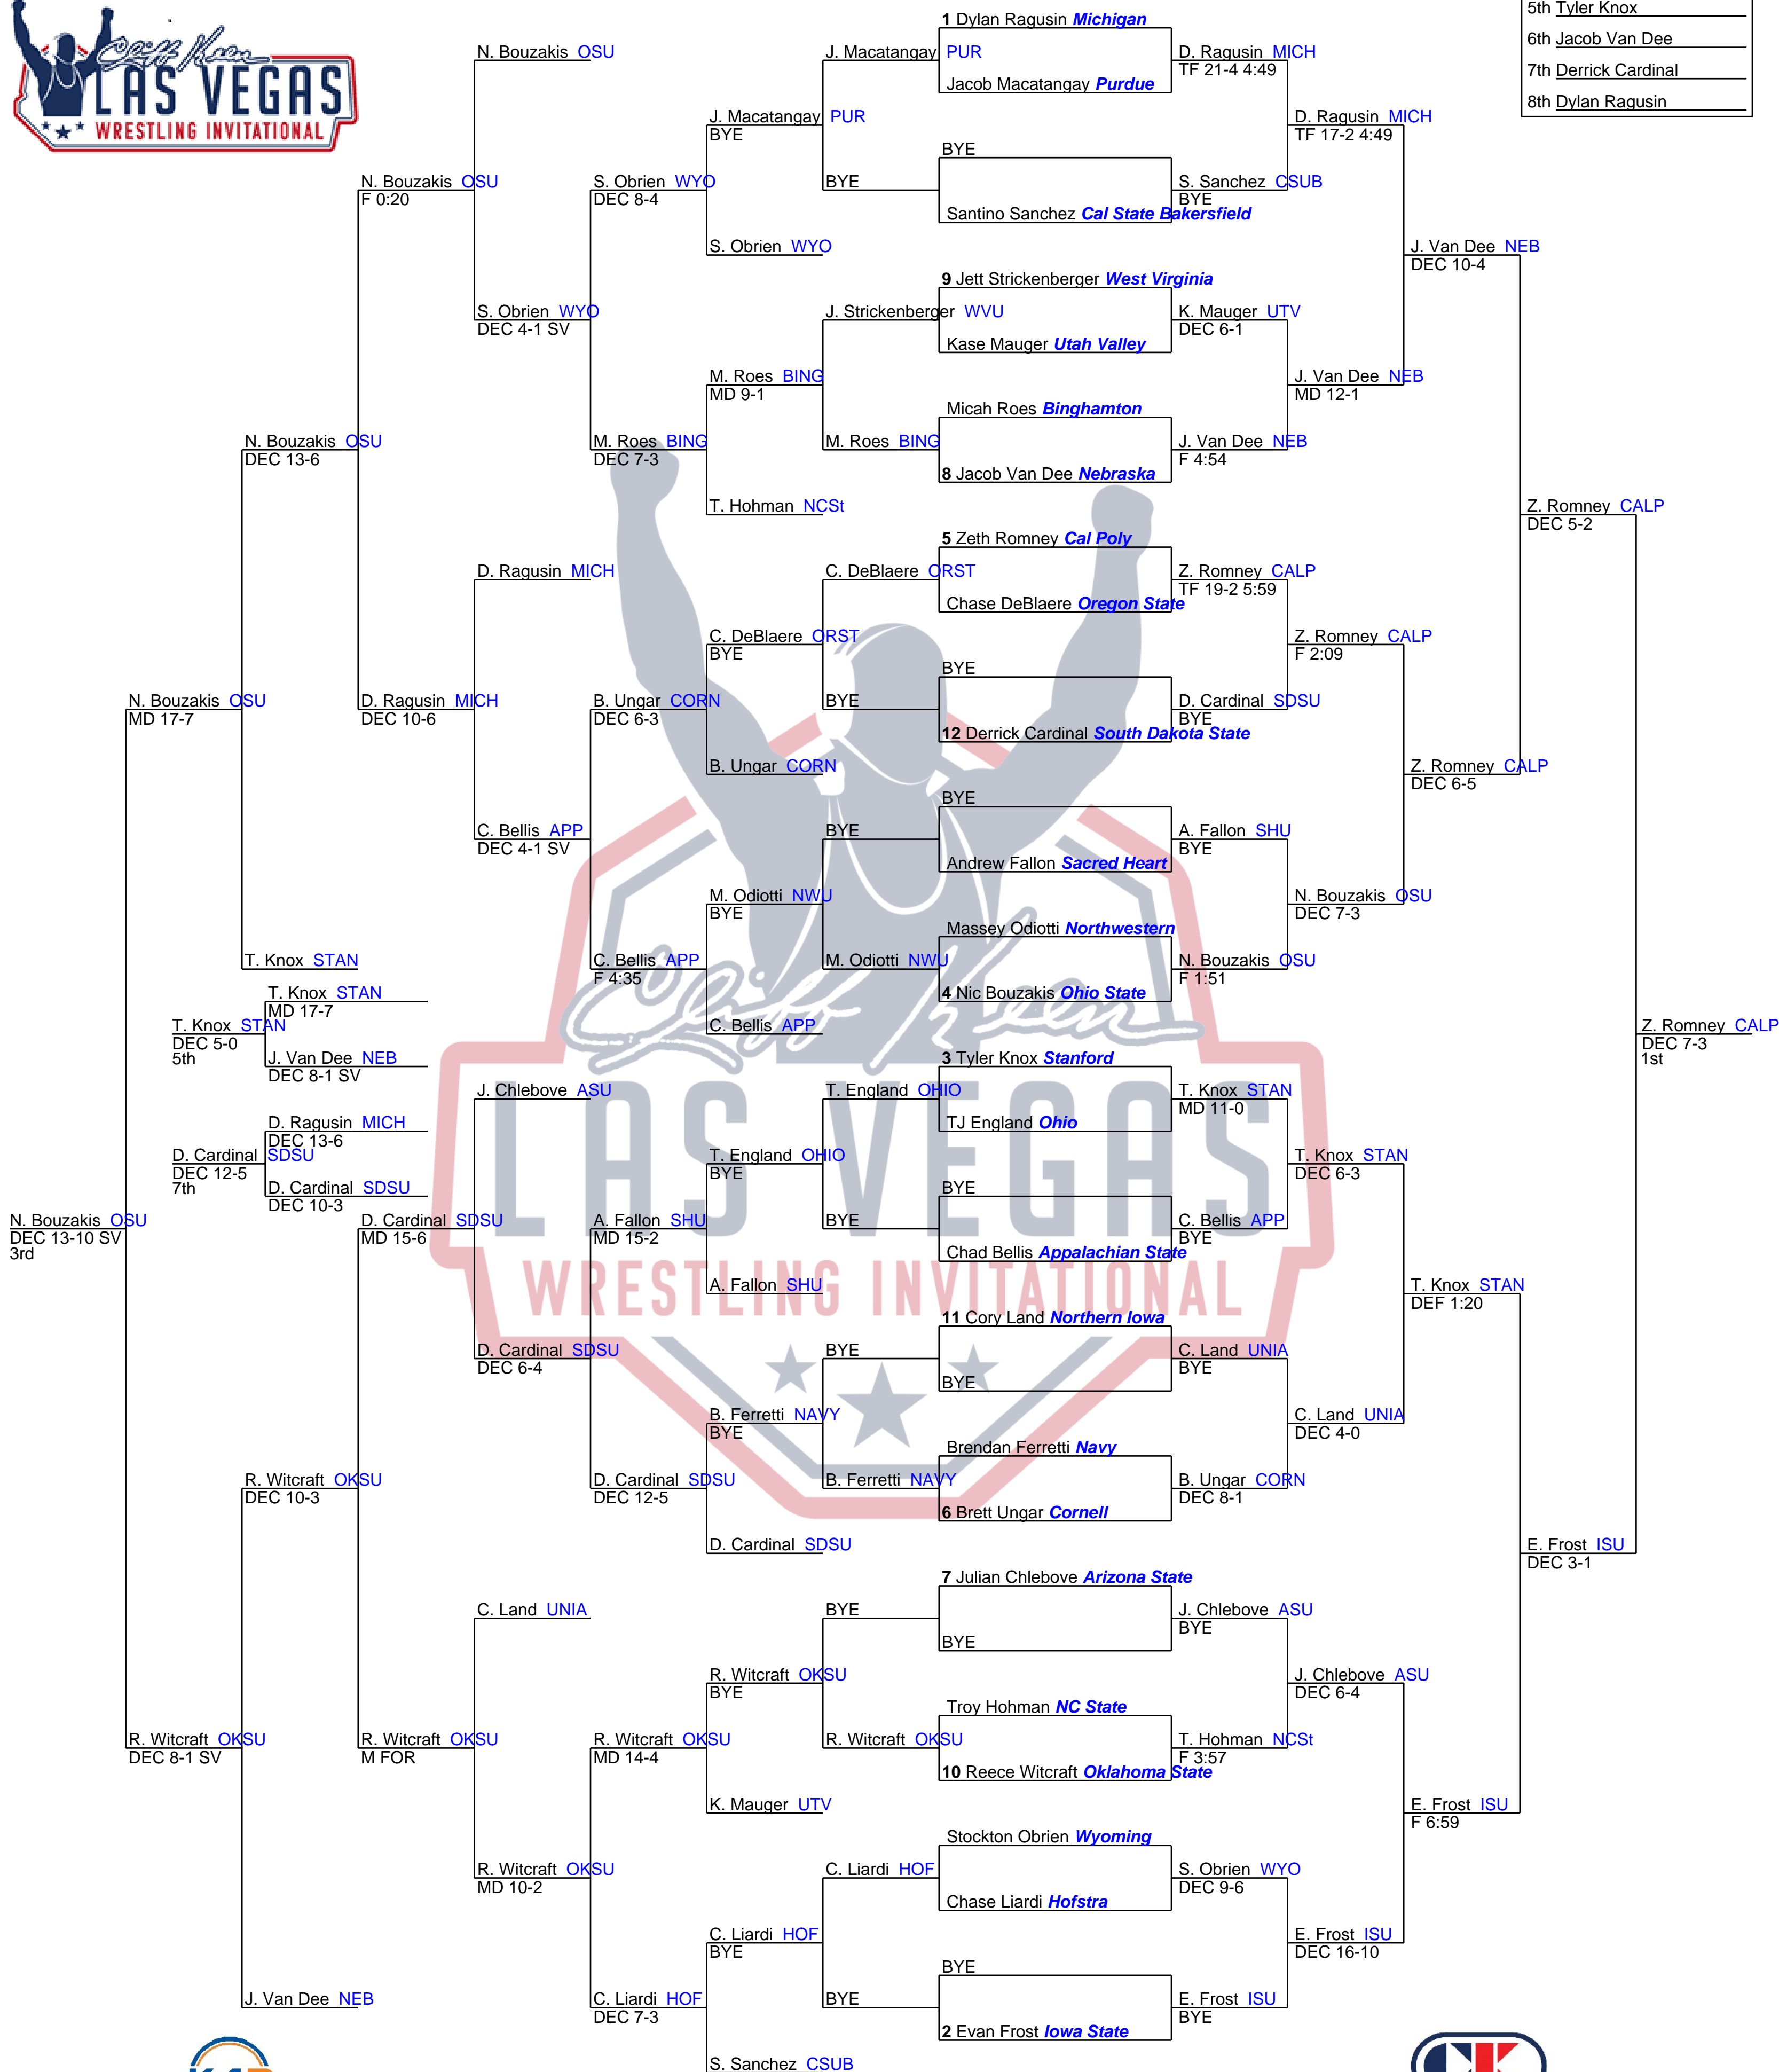 Cliff Keen
LAS VEGAS
WRESTLING INVITATIONAL
5th Tyler Knox
6th Jacob Van Dee
7th Derrick Cardinal
8th Dylan Ragusin
1 Dylan Ragusin Michigan
Jacob Macatangay Purdue
BYE
Santino Sanchez Cal State Bakersfield
9 Jett Strickenberger West Virginia
Kase Mauger Utah Valley
Micah Roes Binghamton
8 Jacob Van Dee Nebraska
5 Zeth Romney Cal Poly
Chase DeBlaere Oregon State
BYE
12 Derrick Cardinal South Dakota State
BYE
Andrew Fallon Sacred Heart
Massey Odiotti Northwestern
4 Nic Bouzakis Ohio State
3 Tyler Knox Stanford
TJ England Ohio
BYE
Chad Bellis Appalachian State
11 Cory Land Northern Iowa
BYE
Brendan Ferretti Navy
6 Brett Ungar Cornell
7 Julian Chlebove Arizona State
BYE
Troy Hohman NC State
10 Reece Witcraft Oklahoma State
Stockton Obrien Wyoming
Chase Liardi Hofstra
BYE
2 Evan Frost Iowa State
D. Ragusin MICH
TF 21-4 4:49
S. Sanchez CSUB
BYE
K. Mauger UTV
DEC 6-1
J. Van Dee NEB
F 4:54
Z. Romney CALP
TF 19-2 5:59
D. Cardinal SDSU
BYE
A. Fallon SHU
BYE
N. Bouzakis OSU
F 1:51
T. Knox STAN
MD 11-0
C. Bellis APP
BYE
C. Land UNIA
BYE
B. Ungar CORN
DEC 8-1
J. Chlebove ASU
BYE
T. Hohman NCSt
F 3:57
S. Obrien WYO
DEC 9-6
E. Frost ISU
BYE
D. Ragusin MICH
TF 17-2 4:49
J. Van Dee NEB
MD 12-1
Z. Romney CALP
F 2:09
N. Bouzakis OSU
DEC 7-3
T. Knox STAN
DEC 6-3
C. Land UNIA
DEC 4-0
J. Chlebove ASU
DEC 6-4
E. Frost ISU
DEC 16-10
J. Van Dee NEB
DEC 10-4
Z. Romney CALP
DEC 6-5
T. Knox STAN
DEF 1:20
E. Frost ISU
F 6:59
Z. Romney CALP
DEC 5-2
E. Frost ISU
DEC 3-1
Z. Romney CALP
DEC 7-3
1st
J. Macatangay PUR
BYE
J. Strickenberger WVU
M. Roes BING
C. DeBlaere ORST
BYE
BYE
M. Odiotti NWU
T. England OHIO
BYE
BYE
B. Ferretti NAVY
BYE
R. Witcraft OKSU
C. Liardi HOF
BYE
J. Macatangay PUR
BYE
S. Obrien WYO
M. Roes BING
MD 9-1
T. Hohman NCSt
C. DeBlaere ORST
BYE
B. Ungar CORN
M. Odiotti NWU
BYE
C. Bellis APP
T. England OHIO
BYE
A. Fallon SHU
B. Ferretti NAVY
BYE
D. Cardinal SDSU
R. Witcraft OKSU
BYE
K. Mauger UTV
C. Liardi HOF
BYE
S. Sanchez CSUB
S. Obrien WYO
DEC 8-4
M. Roes BING
DEC 7-3
B. Ungar CORN
DEC 6-3
C. Bellis APP
F 4:35
A. Fallon SHU
MD 15-2
D. Cardinal SDSU
DEC 12-5
R. Witcraft OKSU
MD 14-4
C. Liardi HOF
DEC 7-3
N. Bouzakis OSU
S. Obrien WYO
DEC 4-1 SV
D. Ragusin MICH
C. Bellis APP
DEC 4-1 SV
J. Chlebove ASU
D. Cardinal SDSU
DEC 6-4
C. Land UNIA
R. Witcraft OKSU
MD 10-2
N. Bouzakis OSU
F 0:20
D. Ragusin MICH
DEC 10-6
D. Cardinal SDSU
MD 15-6
R. Witcraft OKSU
M FOR
N. Bouzakis OSU
DEC 13-6
T. Knox STAN
R. Witcraft OKSU
DEC 10-3
J. Van Dee NEB
N. Bouzakis OSU
MD 17-7
R. Witcraft OKSU
DEC 8-1 SV
N. Bouzakis OSU
DEC 13-10 SV
3rd
T. Knox STAN
MD 17-7
T. Knox STAN
DEC 5-0
5th
J. Van Dee NEB
DEC 8-1 SV
D. Ragusin MICH
DEC 13-6
D. Cardinal SDSU
DEC 12-5
7th
D. Cardinal SDSU
DEC 10-3
Cliff Keen
LAS VEGAS
WRESTLING INVITATIONAL